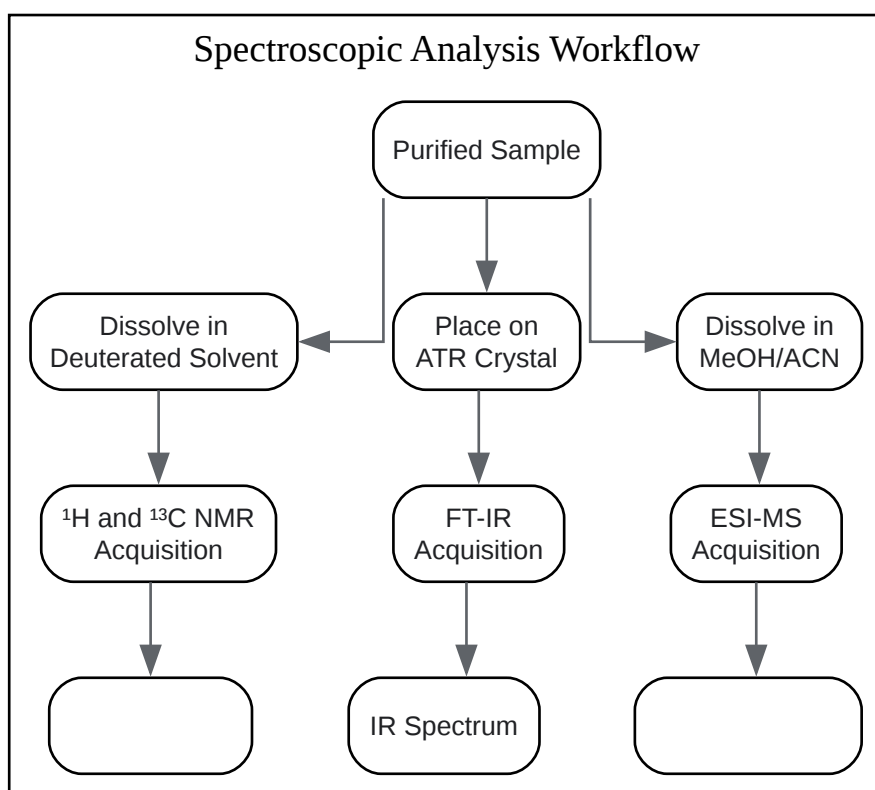 Spectroscopic Analysis Workflow
Purified Sample
Dissolve in
Deuterated Solvent
Place on
ATR Crystal
Dissolve in
MeOH/ACN
¹H and ¹³C NMR
Acquisition
FT-IR
Acquisition
ESI-MS
Acquisition
IR Spectrum